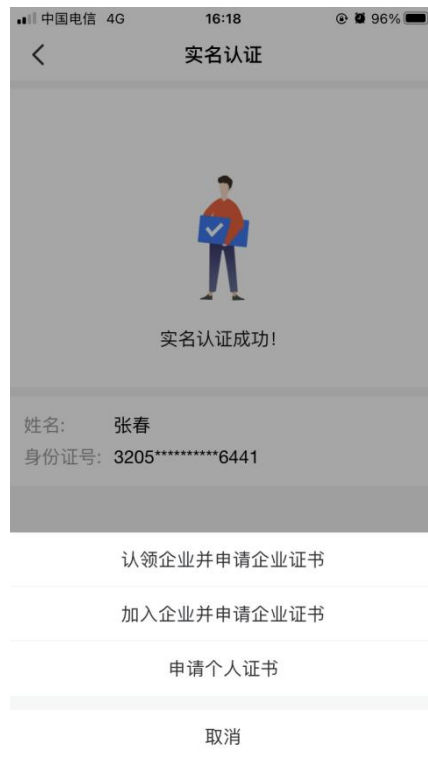 中国电信 4G 16:18 96%
实名认证
实名认证成功!
姓名: 张春
身份证号: 3205**********6441
认领企业并申请企业证书
加入企业并申请企业证书
申请个人证书
取消